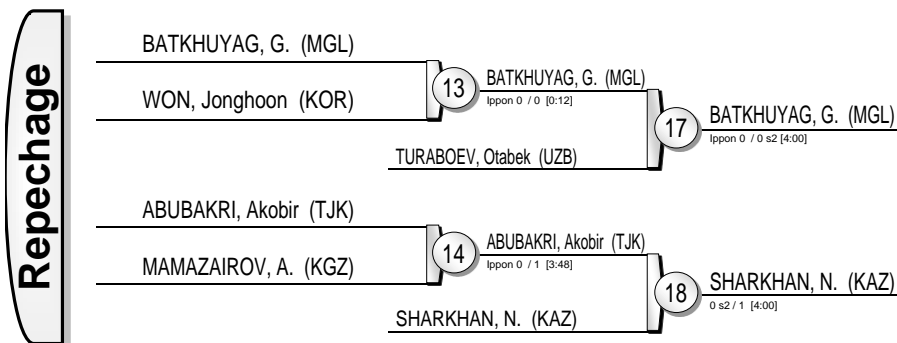 Repechage
BATKHUYAG, G. (MGL)
WON, Jonghoon (KOR)
13
BATKHUYAG, G. (MGL)
Ippon 0 / 0 [0:12]
TURABOEV, Otabek (UZB)
17
BATKHUYAG, G. (MGL)
Ippon 0 / 0 s2 [4:00]
ABUBAKRI, Akobir (TJK)
MAMAZAIROV, A. (KGZ)
14
ABUBAKRI, Akobir (TJK)
Ippon 0 / 1 [3:48]
SHARKHAN, N. (KAZ)
18
SHARKHAN, N. (KAZ)
0 s2 / 1 [4:00]